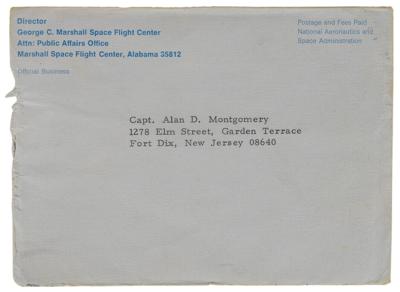 Director
George C. Marshall Space Flight Center
Attn: Public Affairs Office
Marshall Space Flight Center, Alabama 35812
Official Business
Postage and Fees Paid
National Aeronautics and
Space Administration
Capt. Alan D. Montgomery
1278 Elm Street, Garden Terrace
Fort Dix, New Jersey 08640